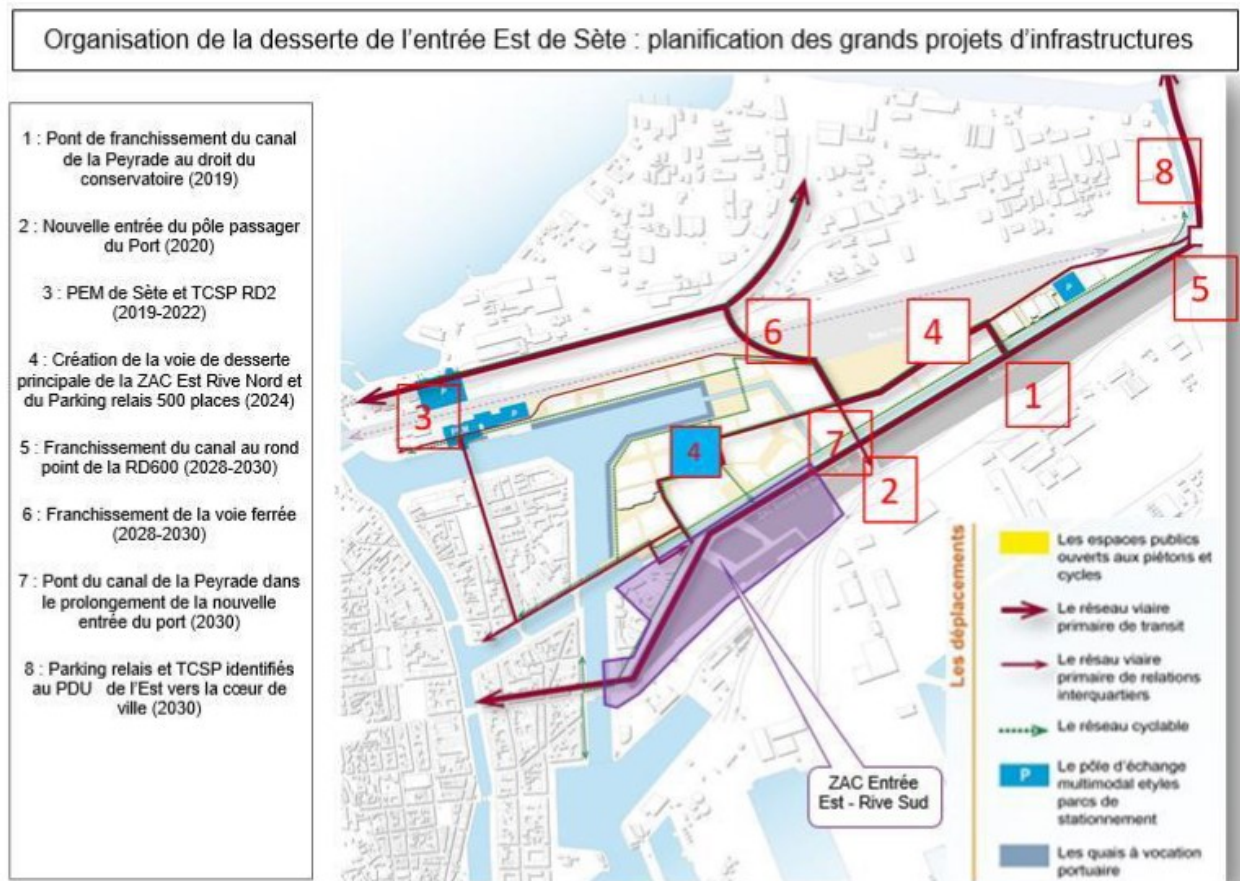 Organisation de la desserte de l'entrée Est de Sète : planification des grands projets d'infrastructures
1 : Pont de franchissement du canal
de la Peyrade au droit du
conservatoire (2019)
2 : Nouvelle entrée du pôle passager
du Port (2020)
3 : PEM de Sète et TCSP RD2
(2019-2022)
4 : Création de la voie de desserte
principale de la ZAC Est Rive Nord et
du Parking relais 500 places (2024)
5 : Franchissement du canal au rond
point de la RD600 (2028-2030)
6 : Franchissement de la voie ferrée
(2028-2030)
7 : Pont du canal de la Peyrade dans
le prolongement de la nouvelle
entrée du port (2030)
8 : Parking relais et TCSP identifiés
au PDU de l'Est vers la cœur de
ville (2030)
8
5
6
4
P
1
3
P
P
P
7
4
2
ZAC Entrée
Est - Rive Sud
Les déplacements
Les espaces publics
ouverts aux piétons et
cycles
Le réseau viaire
primaire de transit
Le résau viaire
primaire de relations
interquartiers
Le réseau cyclable
P
Le pôle d'échange
multimodal etyles
parcs de
stationnement
Les quais à vocation
portuaire